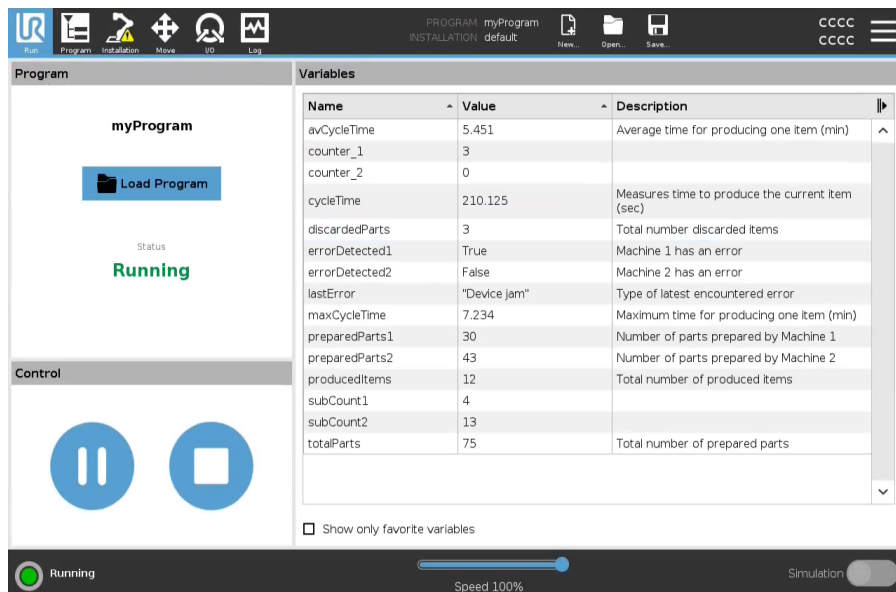 UR
Run
Program
Installation
Move
I/O
Log
PROGRAM myProgram
INSTALLATION default
New...
Open...
Save...
CCCC
CCCC
Program
myProgram
Load Program
Status
Running
Control
Variables
Name Value Description
avCycleTime 5.451 Average time for producing one item (min)
counter_1 3
counter_2 0
cycleTime 210.125 Measures time to produce the current item
(sec)
discardedParts 3 Total number discarded items
errorDetected1 True Machine 1 has an error
errorDetected2 False Machine 2 has an error
lastError "Device jam" Type of latest encountered error
maxCycleTime 7.234 Maximum time for producing one item (min)
preparedParts1 30 Number of parts prepared by Machine 1
preparedParts2 43 Number of parts prepared by Machine 2
producedItems 12 Total number of produced items
subCount1 4
subCount2 13
totalParts 75 Total number of prepared parts
Show only favorite variables
Running
Speed 100%
Simulation